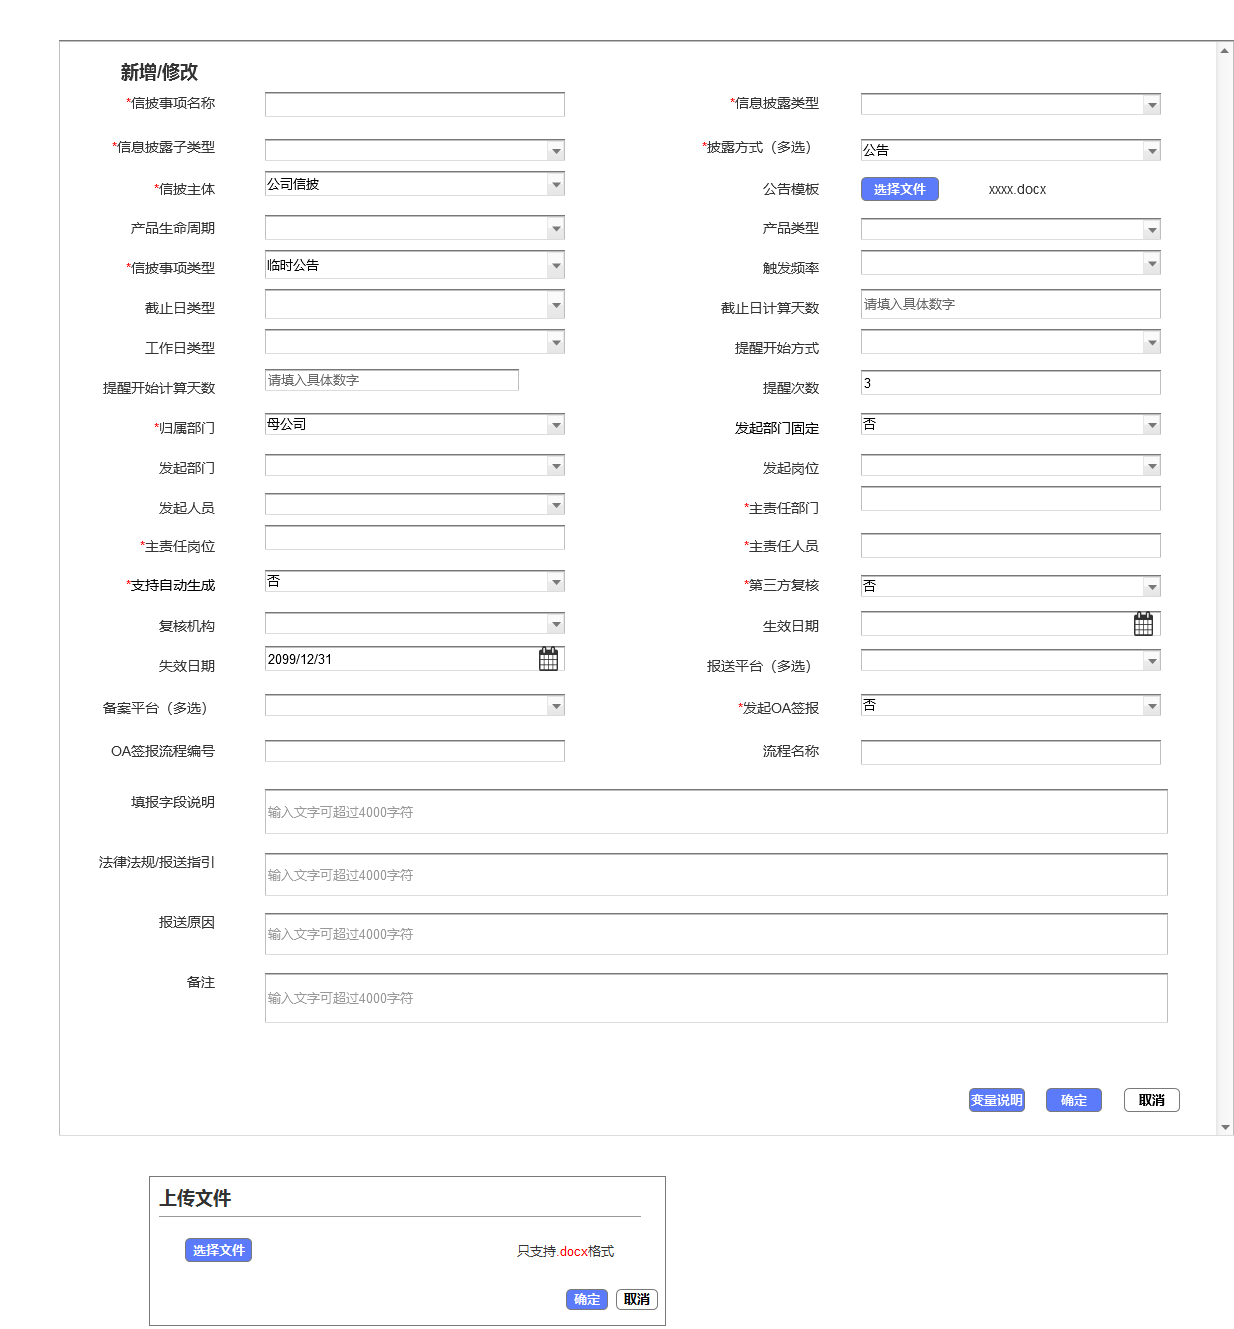 新增/修改
*信披事项名称
*信息披露类型
*信息披露子类型
*披露方式（多选） 公告
*信披主体 公司信披
公告模板 选择文件 xxxx.docx
产品生命周期
产品类型
*信披事项类型 临时公告
触发频率
截止日类型
截止日计算天数 请填入具体数字
工作日类型
提醒开始方式
提醒开始计算天数 请填入具体数字
提醒次数 3
*归属部门 母公司
发起部门固定 否
发起部门
发起岗位
发起人员
*主责任部门
*主责任岗位
*主责任人员
*支持自动生成 否
*第三方复核 否
复核机构
生效日期
失效日期 2099/12/31
报送平台（多选）
备案平台（多选）
*发起OA签报 否
OA签报流程编号
流程名称
填报字段说明 输入文字可超过4000字符
法律法规/报送指引 输入文字可超过4000字符
报送原因 输入文字可超过4000字符
备注 输入文字可超过4000字符
变量说明 确定 取消
上传文件
选择文件 只支持.docx格式
确定 取消